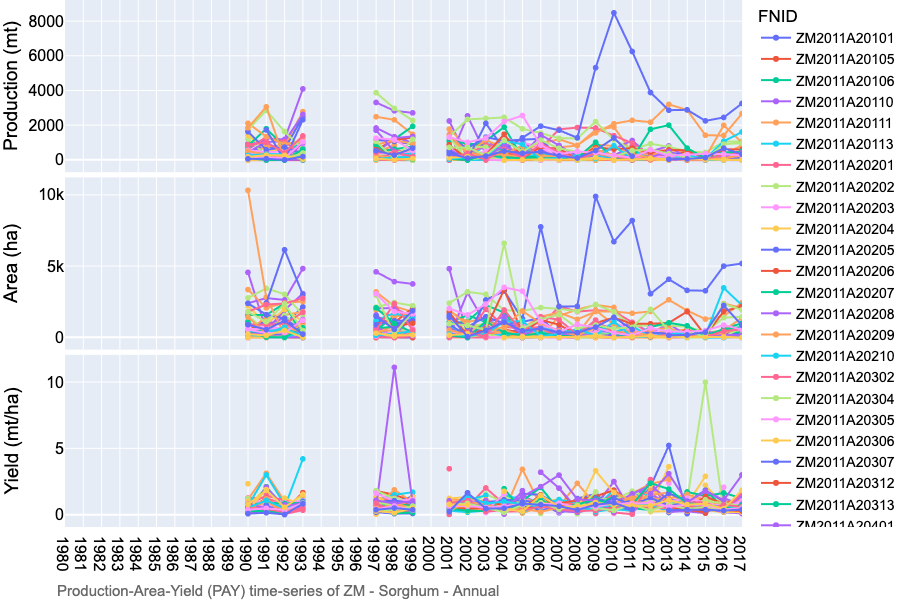 Production (mt)
8000
6000
4000
2000
0
Area (ha)
10k
5k
0
Yield (mt/ha)
10
5
0
1980
1981
1982
1983
1984
1985
1986
1987
1988
1989
1990
1991
1992
1993
1994
1995
1996
1997
1998
1999
2000
2001
2002
2003
2004
2005
2006
2007
2008
2009
2010
2011
2012
2013
2014
2015
2016
2017
Production-Area-Yield (PAY) time-series of ZM - Sorghum - Annual
FNID
ZM2011A20101
ZM2011A20105
ZM2011A20106
ZM2011A20110
ZM2011A20111
ZM2011A20113
ZM2011A20201
ZM2011A20202
ZM2011A20203
ZM2011A20204
ZM2011A20205
ZM2011A20206
ZM2011A20207
ZM2011A20208
ZM2011A20209
ZM2011A20210
ZM2011A20302
ZM2011A20304
ZM2011A20305
ZM2011A20306
ZM2011A20307
ZM2011A20312
ZM2011A20313
ZM2011A20401